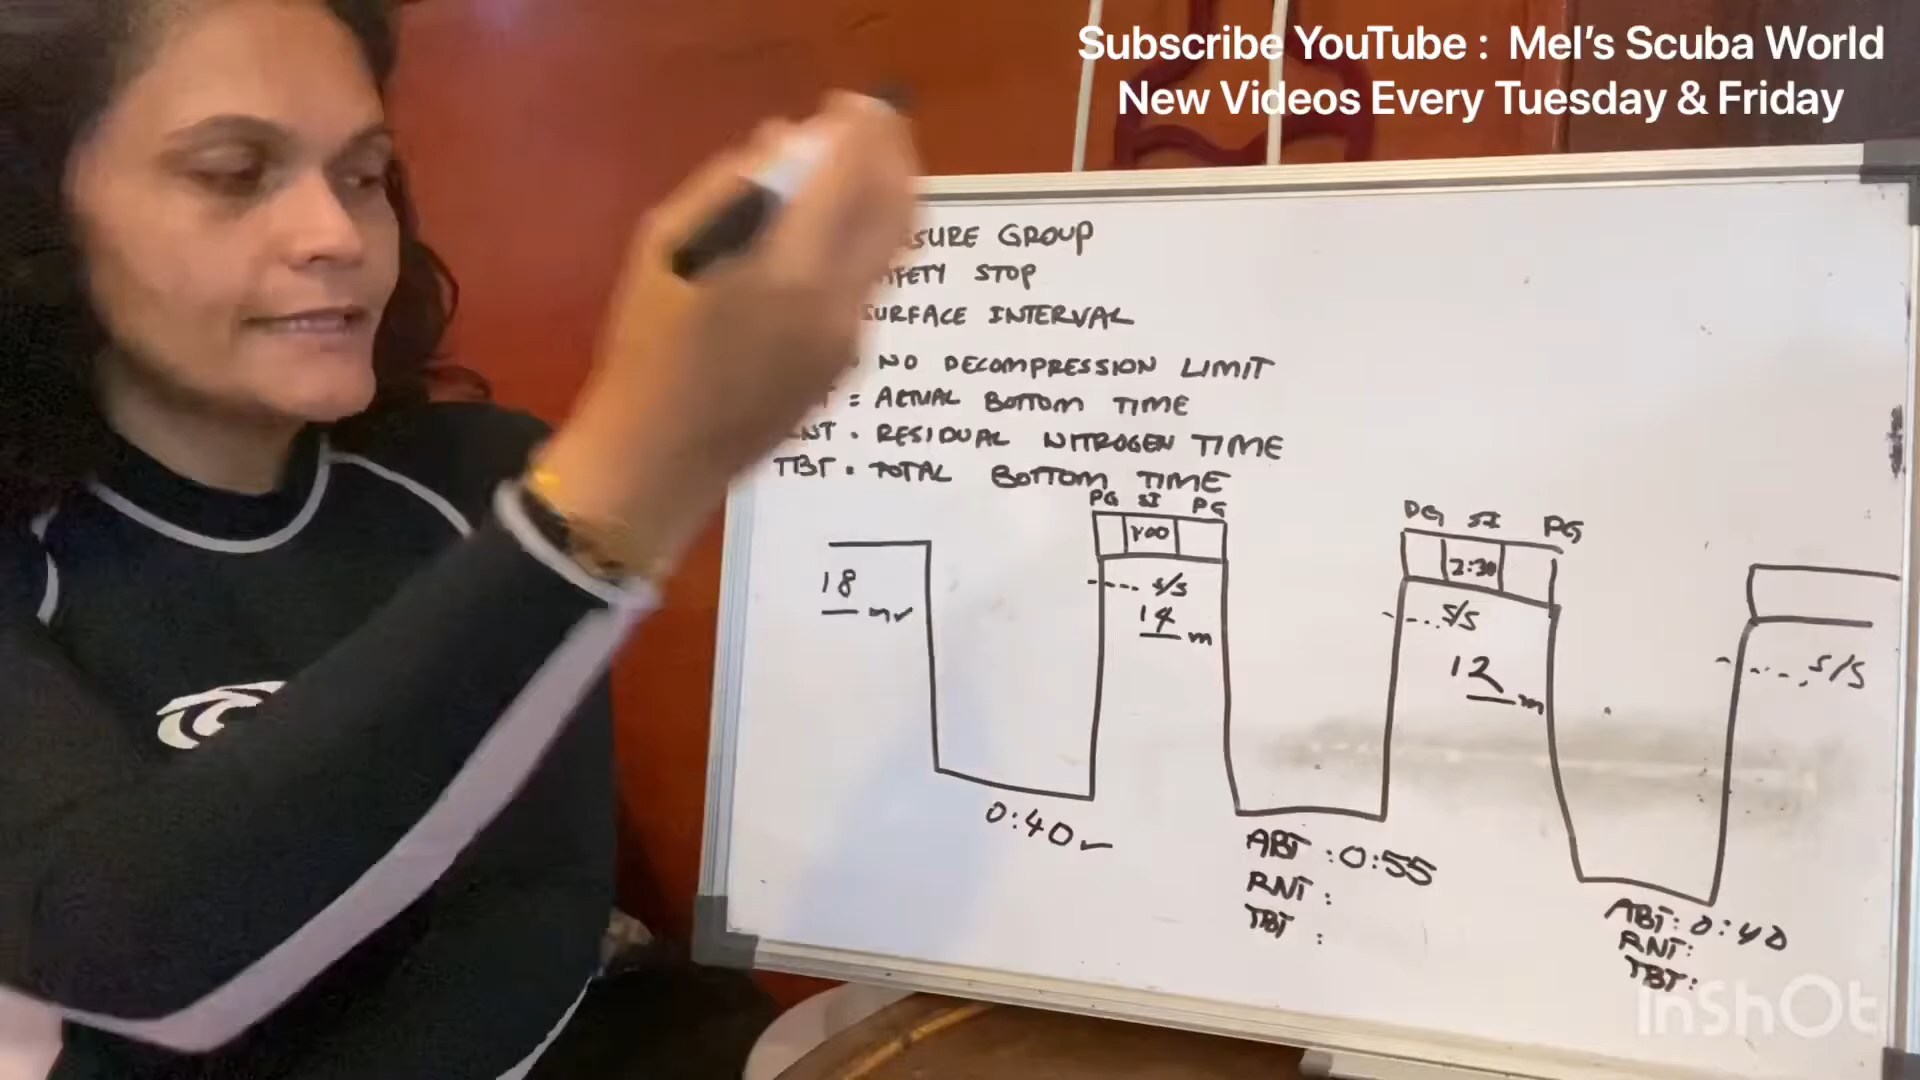 Subscribe YouTube : Mel's Scuba World
New Videos Every Tuesday & Friday
SURE GROUP
FETY STOP
SURFACE INTERVAL
NO DECOMPRESSION LIMIT
T = ACTUAL BOTTOM TIME
RNT = RESIDUAL NITROGEN TIME
TBT = TOTAL BOTTOM TIME
PG SI PG
PG SI PG
2:30
18 m
s/s
14 m
s/s
12 m
s/s
0:40
ABT : 0:55
RNT :
TBT :
ABT: 0:40
RNT:
TBT:
InShOt